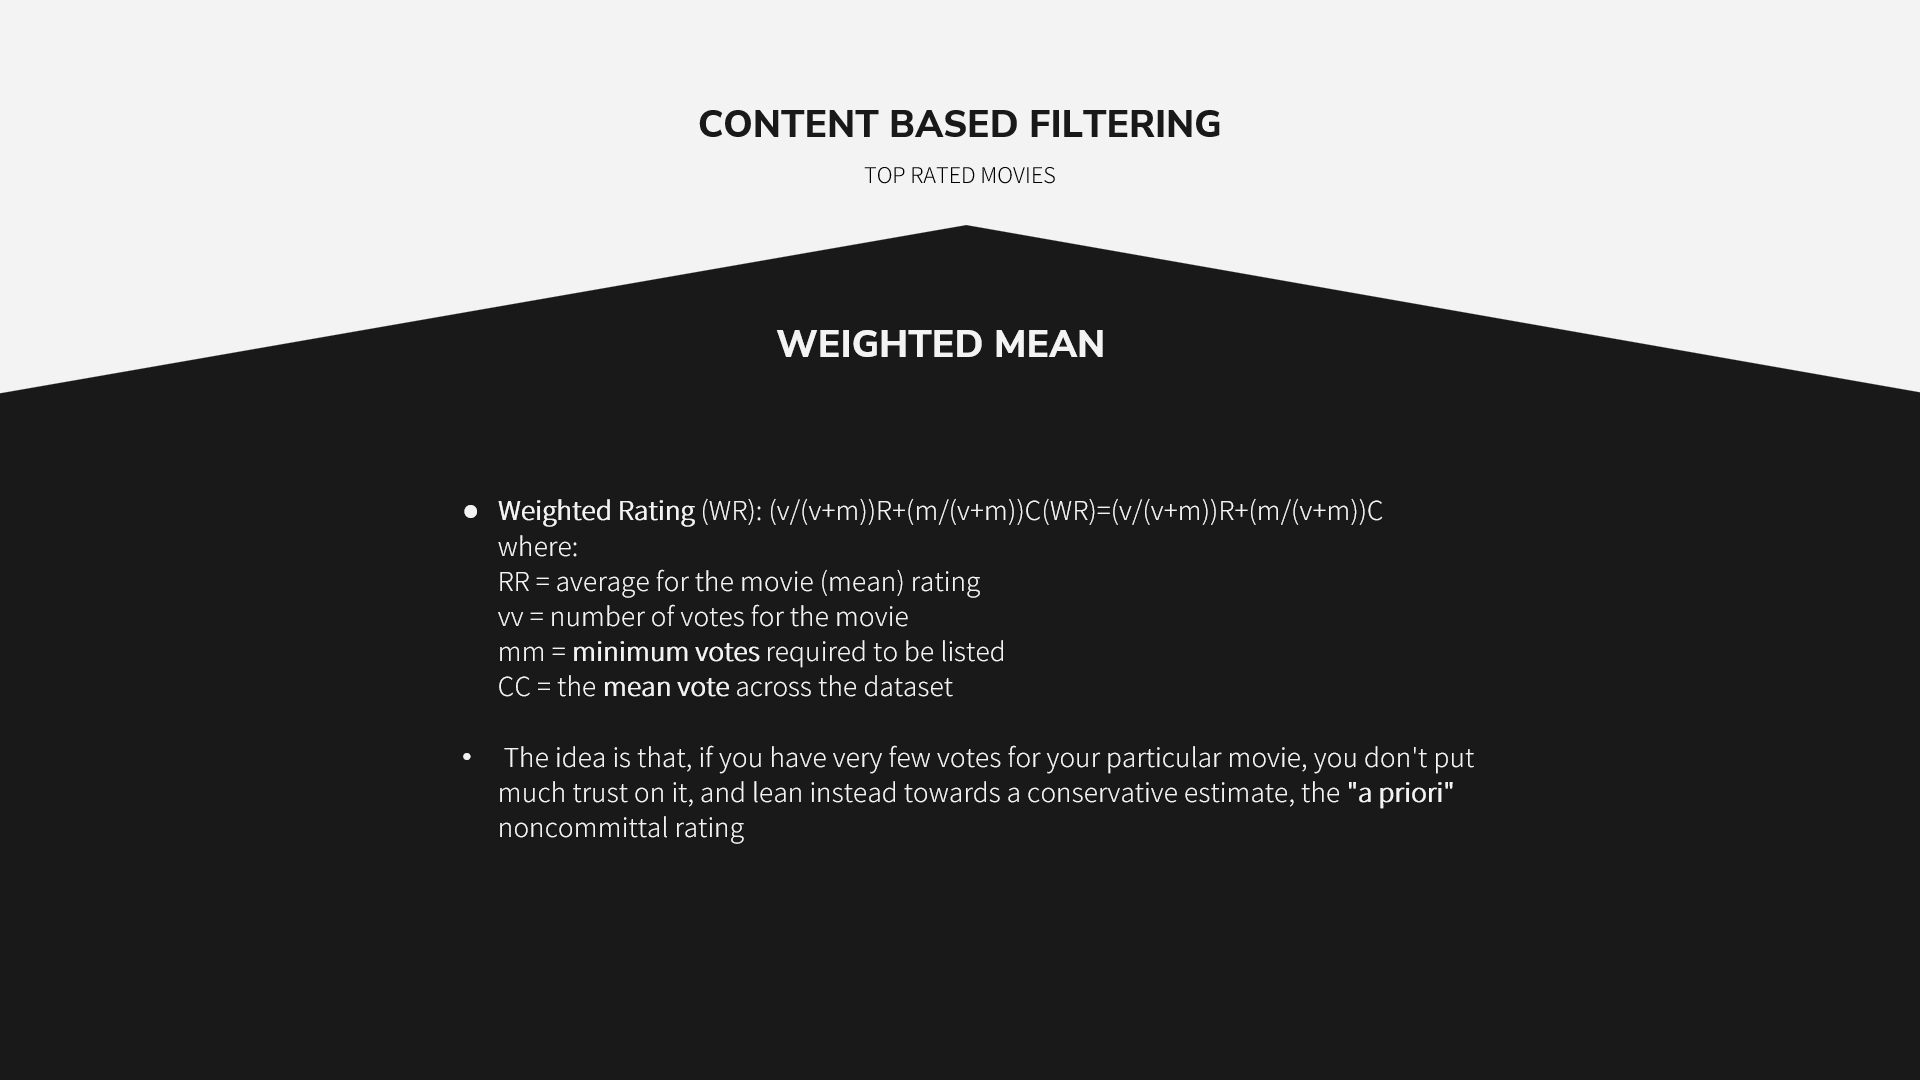 CONTENT BASED FILTERING
TOP RATED MOVIES
WEIGHTED MEAN
● Weighted Rating (WR): (v/(v+m))R+(m/(v+m))C(WR)=(v/(v+m))R+(m/(v+m))C
where:
RR = average for the movie (mean) rating
vv = number of votes for the movie
mm = minimum votes required to be listed
CC = the mean vote across the dataset
• The idea is that, if you have very few votes for your particular movie, you don't put
much trust on it, and lean instead towards a conservative estimate, the "a priori"
noncommittal rating